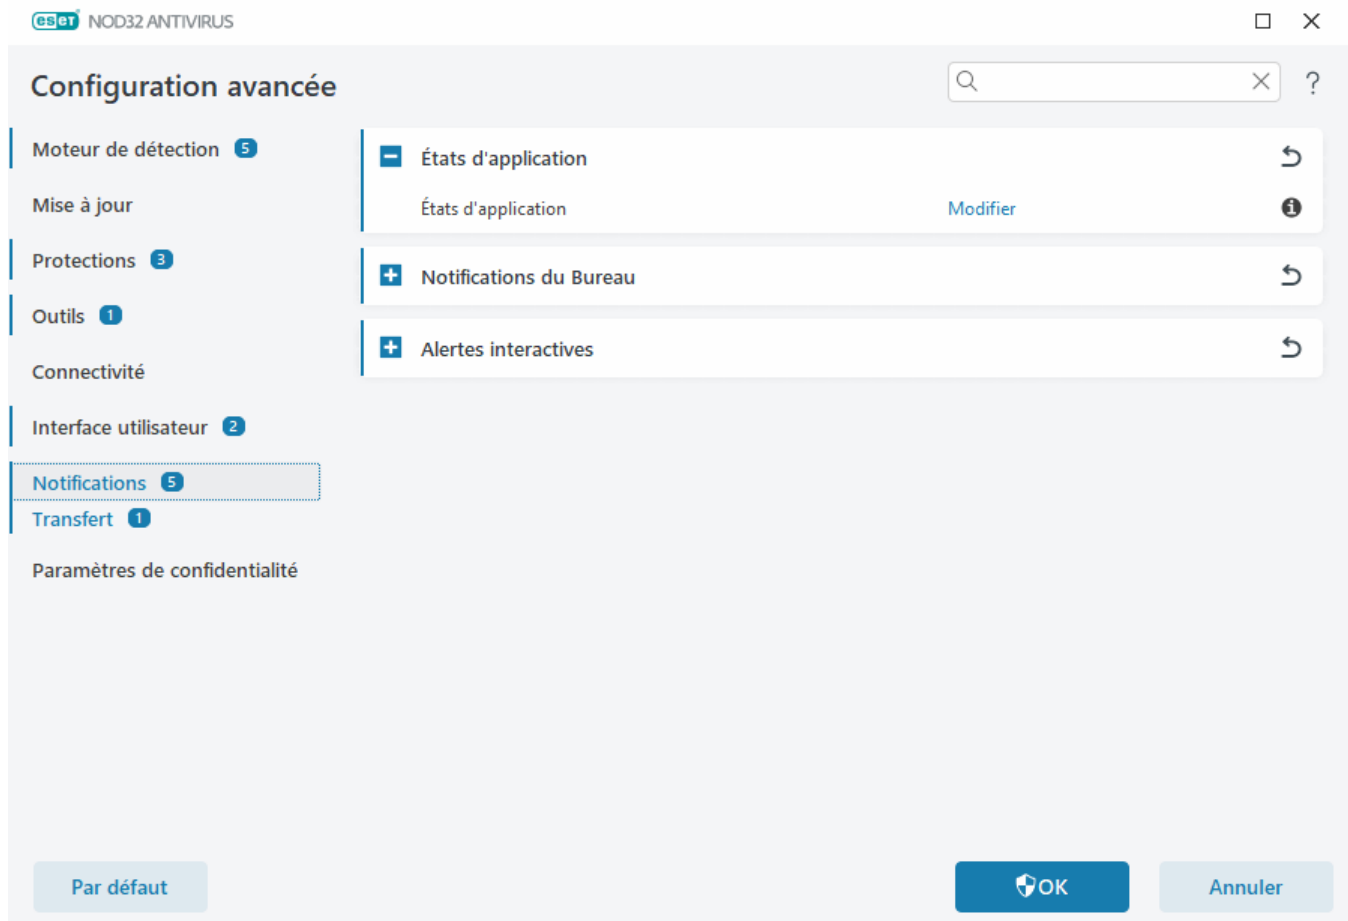 eset NOD32 ANTIVIRUS
Configuration avancée
?
Moteur de détection 5
Mise à jour
Protections 3
Outils 1
Connectivité
Interface utilisateur 2
Notifications 5
Transfert 1
Paramètres de confidentialité
États d'application
États d'application Modifier
Notifications du Bureau
Alertes interactives
Par défaut
OK
Annuler